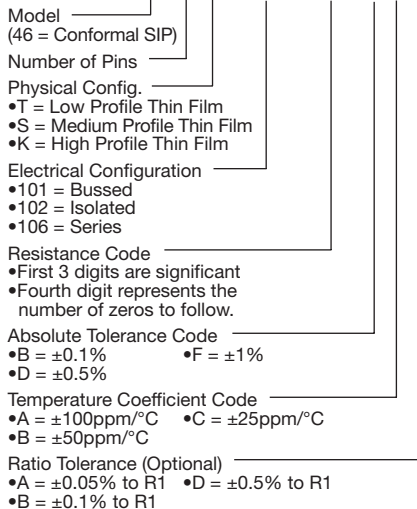 Model
(46 = Conformal SIP)
Number of Pins
Physical Config.
•T = Low Profile Thin Film
•S = Medium Profile Thin Film
•K = High Profile Thin Film
Electrical Configuration
•101 = Bussed
•102 = Isolated
•106 = Series
Resistance Code
•First 3 digits are significant
•Fourth digit represents the
number of zeros to follow.
Absolute Tolerance Code
•B = ±0.1% •F = ±1%
•D = ±0.5%
Temperature Coefficient Code
•A = ±100ppm/°C •C = ±25ppm/°C
•B = ±50ppm/°C
Ratio Tolerance (Optional)
•A = ±0.05% to R1 •D = ±0.5% to R1
•B = ±0.1% to R1